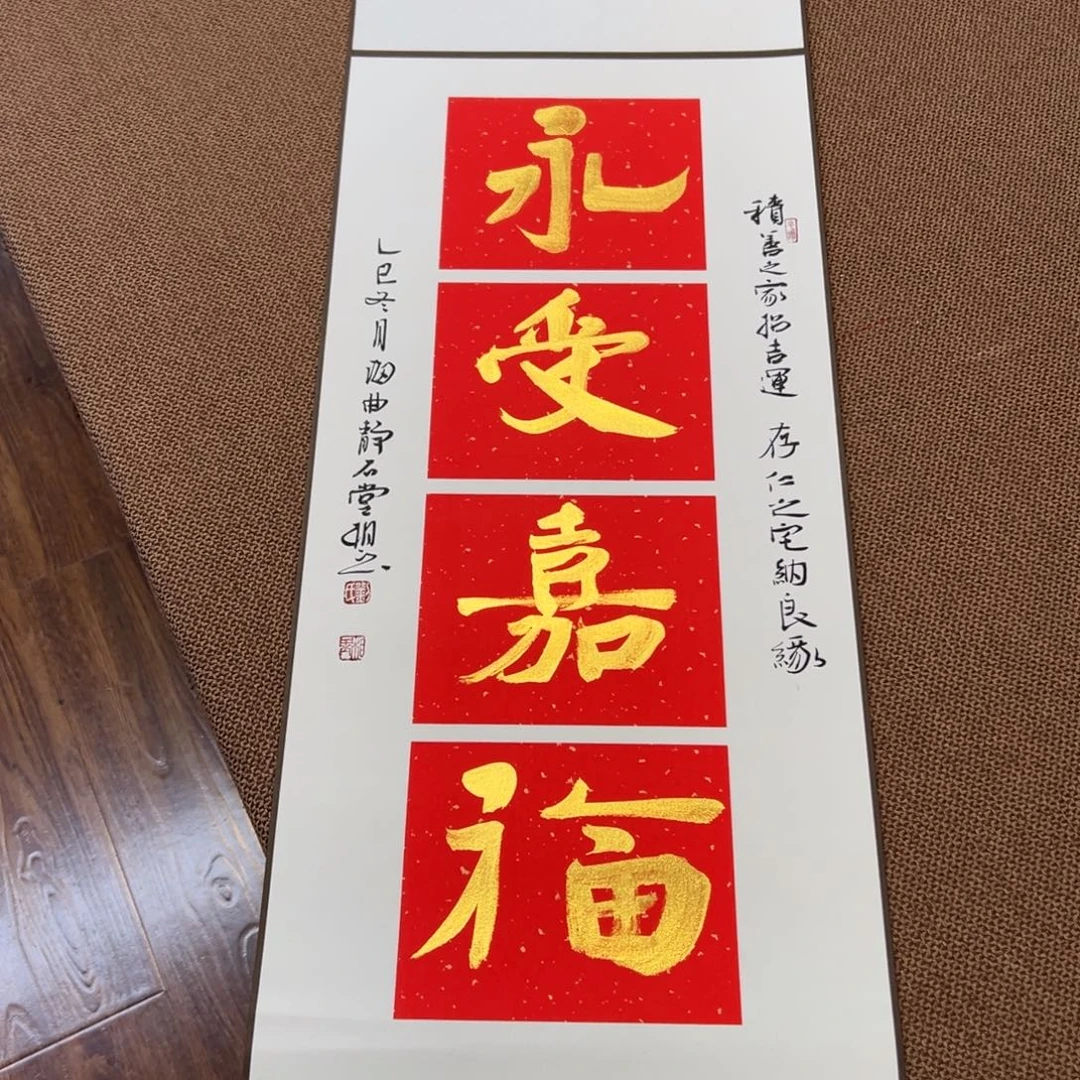 永受嘉福
積善之家招吉運 存仁之宅納良緣
乙巳冬月 曲静石堂